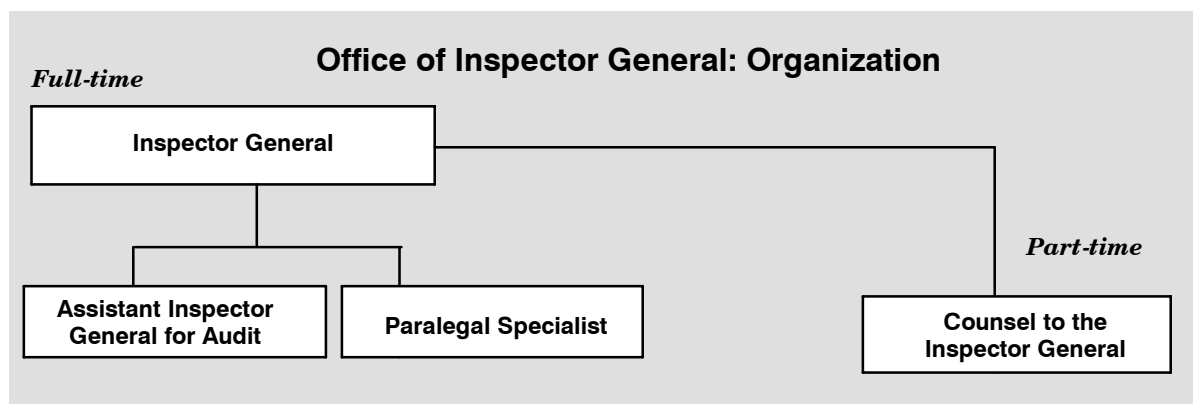 Office of Inspector General: Organization
Full-time
Inspector General
Part-time
Assistant Inspector
General for Audit
Paralegal Specialist
Counsel to the
Inspector General